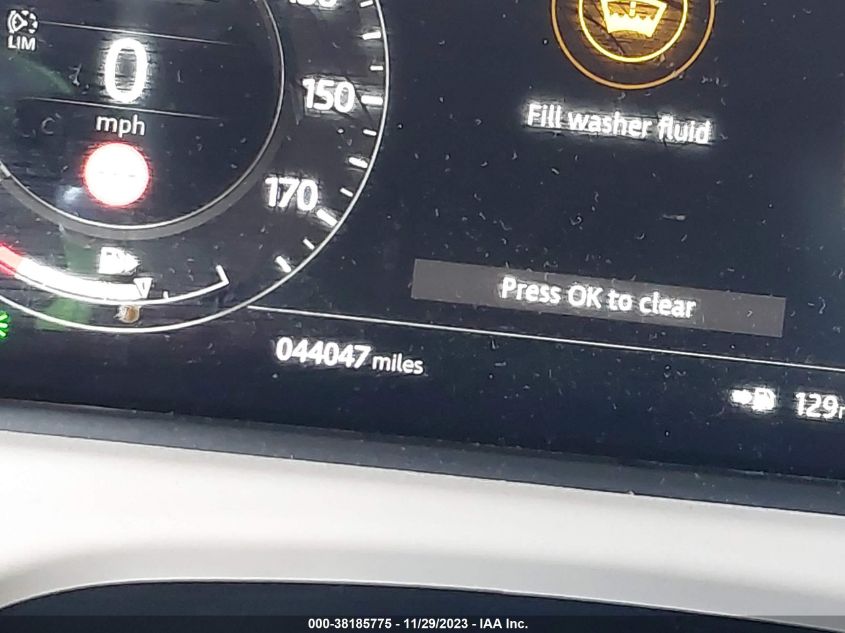 LIM
0
mph
150
170
Fill washer fluid
Press OK to clear
044047 miles
129
000-38185775 - 11/29/2023 - IAA Inc.